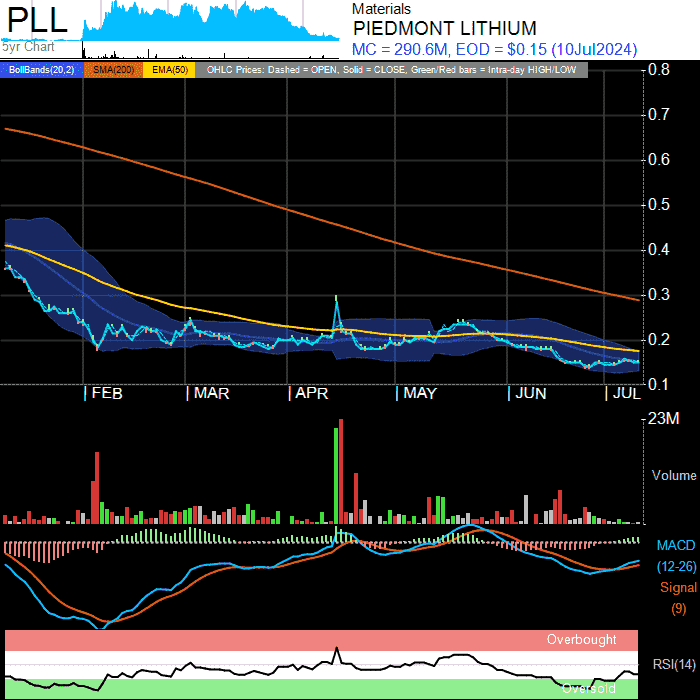 PLL
5yr Chart
Materials
PIEDMONT LITHIUM
MC = 290.6M, EOD = $0.15 (10Jul2024)
BollBands(20,2) SMA(200) EMA(50) OHLC Prices: Dashed = OPEN, Solid = CLOSE, Green/Red bars = Intra-day HIGH/LOW
0.8
0.7
0.6
0.5
0.4
0.3
0.2
0.1
FEB MAR APR MAY JUN JUL
23M
Volume
MACD
(12-26)
Signal
(9)
Overbought
RSI(14)
Oversold